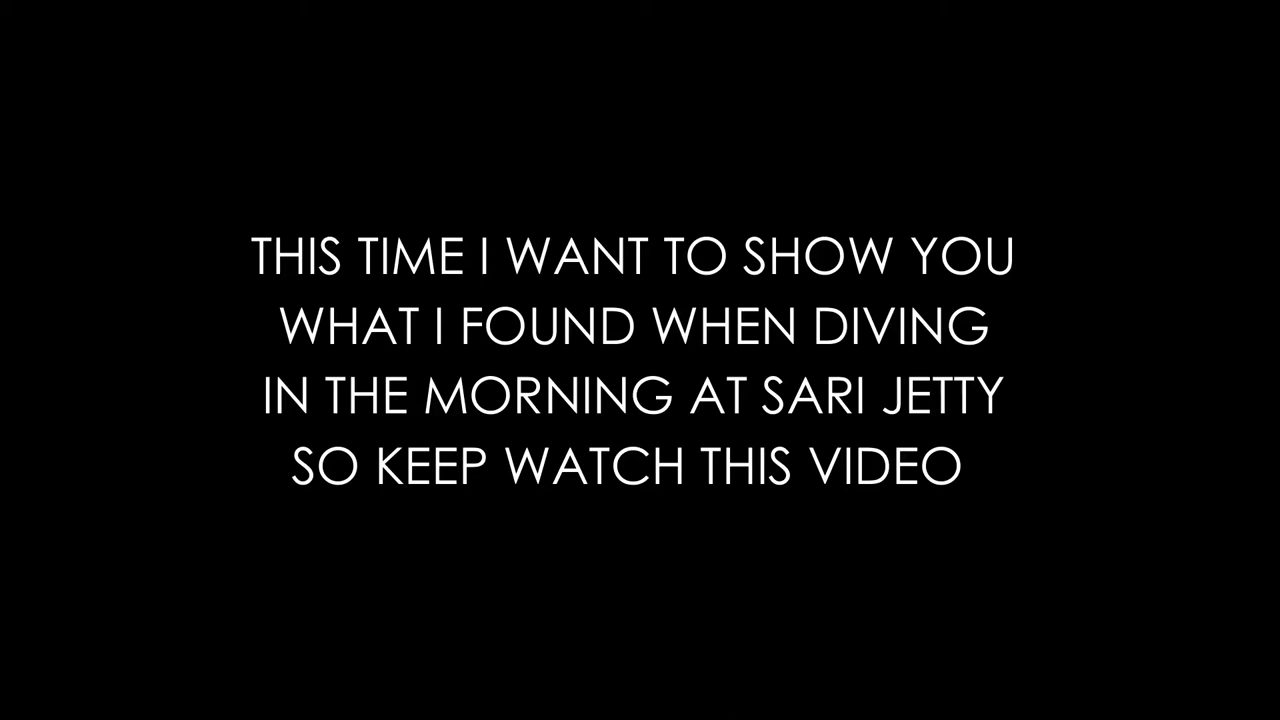 THIS TIME I WANT TO SHOW YOU
WHAT I FOUND WHEN DIVING
IN THE MORNING AT SARI JETTY
SO KEEP WATCH THIS VIDEO